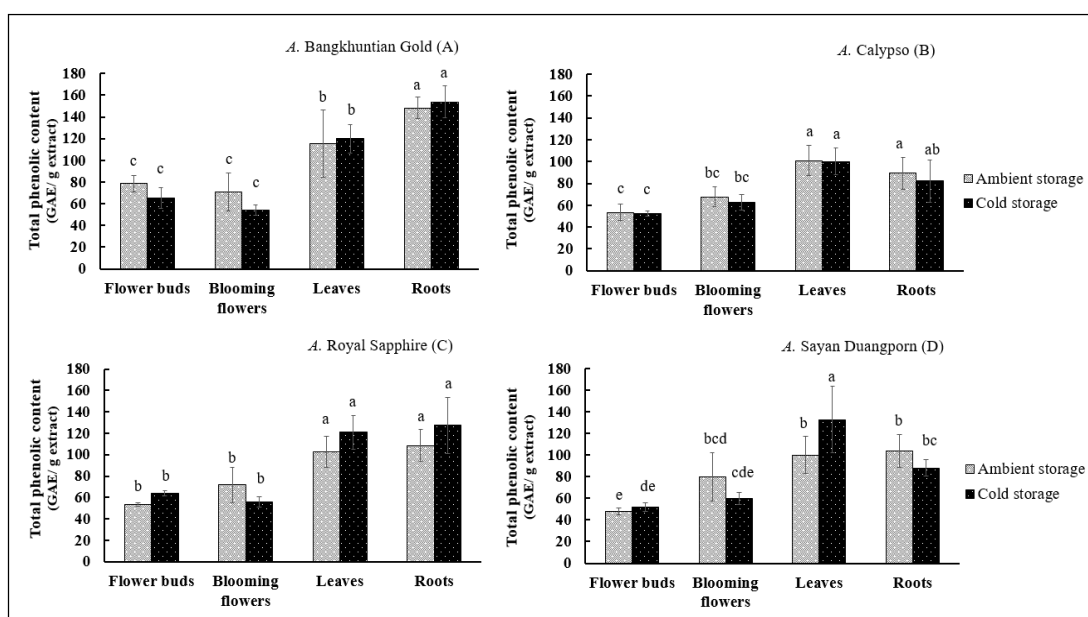 A. Bangkhuntian Gold (A)
Total phenolic content
(GAE/ g extract)
180
160
140
120
100
80
60
40
20
0
c
c
c
c
b
b
a
a
Flower buds
Blooming
flowers
Leaves
Roots
A. Calypso (B)
Total phenolic content
(GAE/ g extract)
180
160
140
120
100
80
60
40
20
0
c
c
bc
bc
a
a
a
ab
Flower buds
Blooming
flowers
Leaves
Roots
Ambient storage
Cold storage
A. Royal Sapphire (C)
Total phenolic content
(GAE/ g extract)
180
160
140
120
100
80
60
40
20
0
b
b
b
b
a
a
a
a
Flower buds
Blooming
flowers
Leaves
Roots
A. Sayan Duangporn (D)
Total phenolic content
(GAE/ g extract)
180
160
140
120
100
80
60
40
20
0
e
de
bcd
cde
b
a
b
bc
Flower buds
Blooming
flowers
Leaves
Roots
Ambient storage
Cold storage